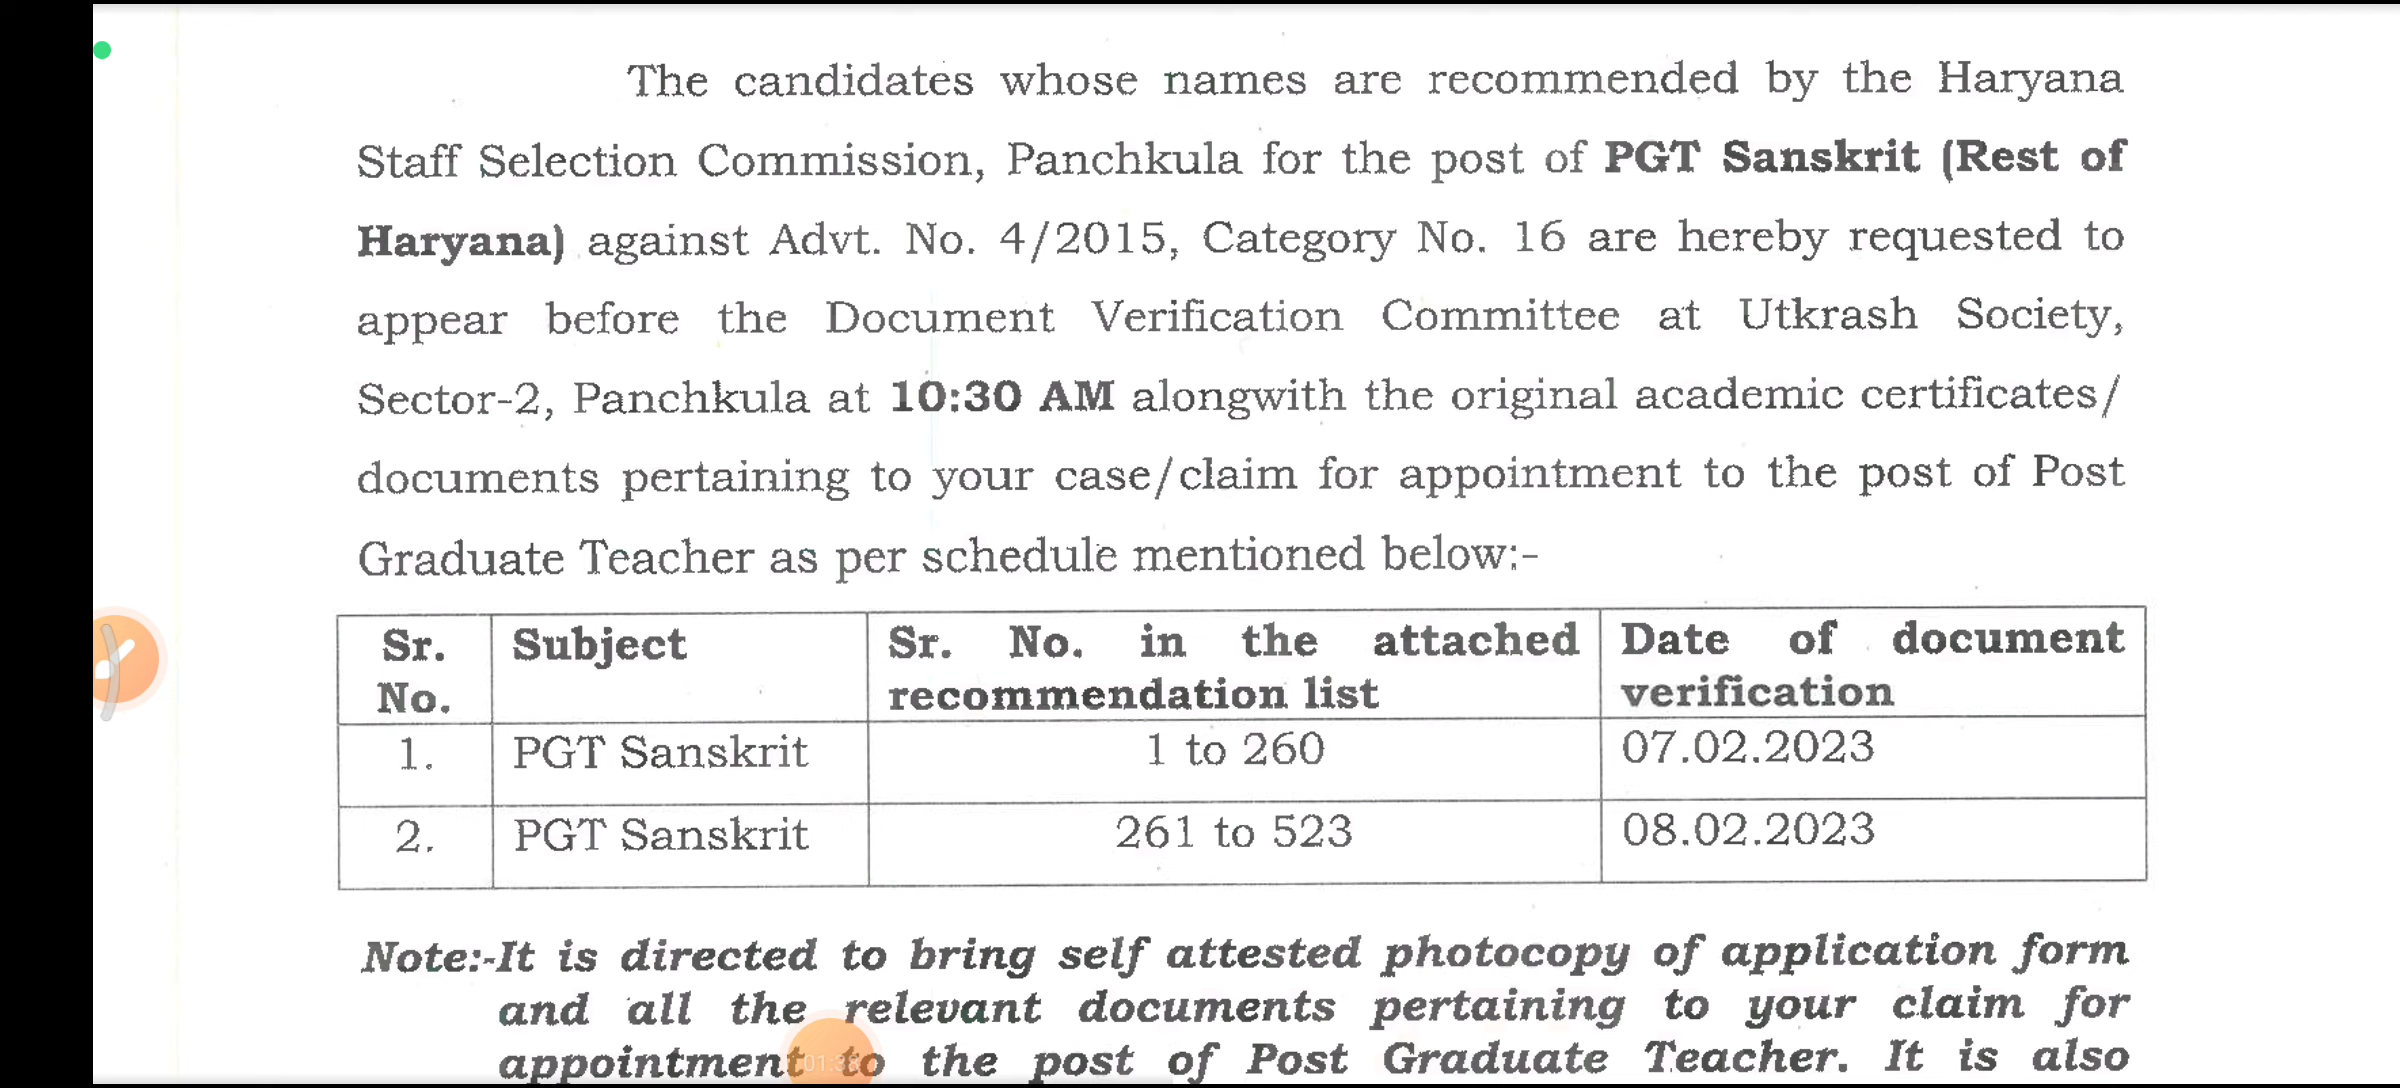 The candidates whose names are recommended by the Haryana
Staff Selection Commission, Panchkula for the post of PGT Sanskrit (Rest of
Haryana) against Advt. No. 4/2015, Category No. 16 are hereby requested to
appear before the Document Verification Committee at Utkrash Society,
Sector-2, Panchkula at 10:30 AM alongwith the original academic certificates/
documents pertaining to your case/claim for appointment to the post of Post
Graduate Teacher as per schedule mentioned below:-
Sr. No. Subject Sr. No. in the attached recommendation list Date of document verification
1. PGT Sanskrit 1 to 260 07.02.2023
2. PGT Sanskrit 261 to 523 08.02.2023
Note:-It is directed to bring self attested photocopy of application form
and all the relevant documents pertaining to your claim for
appointment to the post of Post Graduate Teacher. It is also